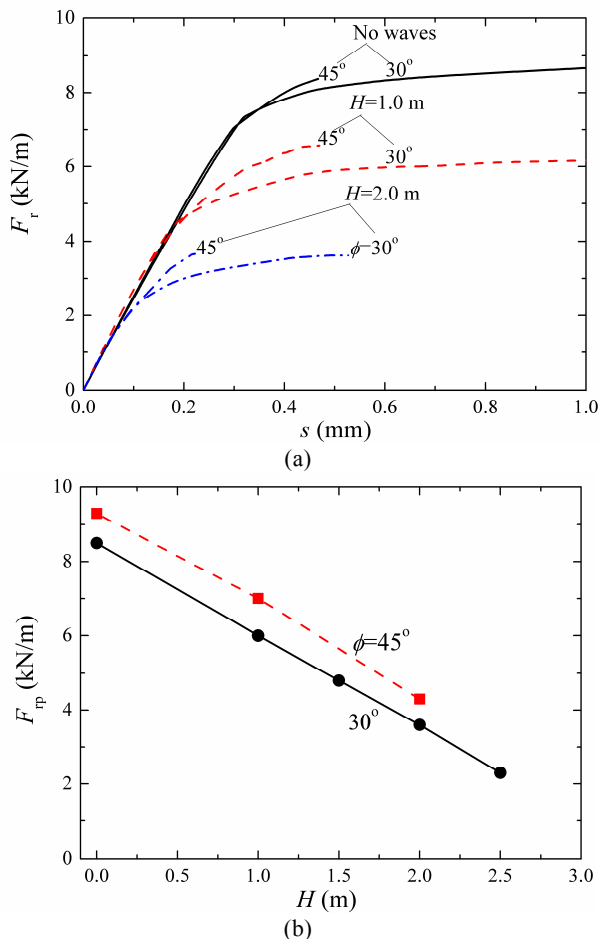 10
8
6
4
2
0
F_r (kN/m)
No waves
45° 30°
H=1.0 m
45°
30°
H=2.0 m
45° ϕ=30°
0.0 0.2 0.4 0.6 0.8 1.0
s (mm)
(a)
10
8
6
4
2
0
F_rp (kN/m)
ϕ=45°
30°
0.0 0.5 1.0 1.5 2.0 2.5 3.0
H (m)
(b)